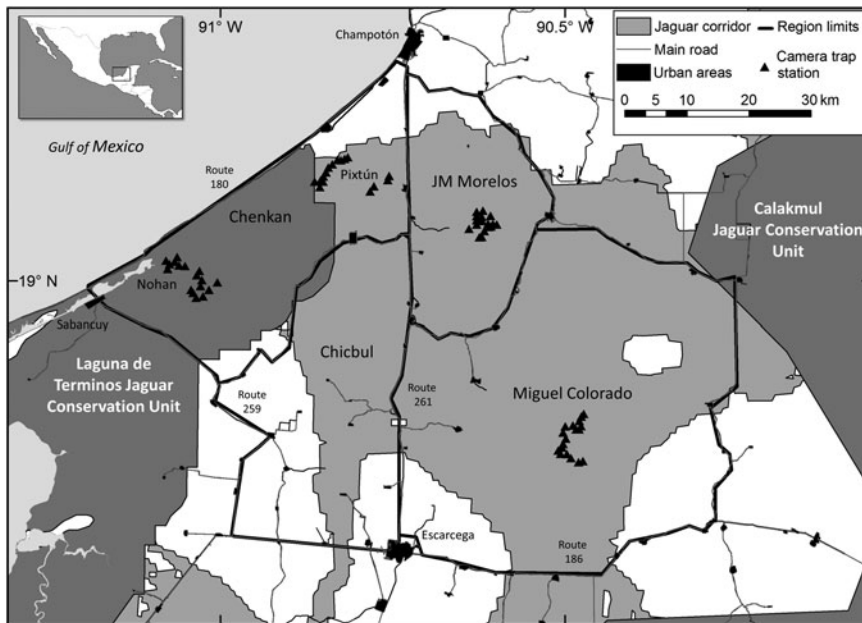 91° W
90.5° W
Champotón
Jaguar corridor
Region limits
Main road
Camera trap
station
Urban areas
0 5 10 20 30 km
Gulf of Mexico
Route
180
Pixtún
JM Morelos
Chenkan
Calakmul
Jaguar Conservation
Unit
19° N
Nohan
Sabancuy
Chicbul
Laguna de
Terminos Jaguar
Conservation Unit
Route
259
Route
261
Miguel Colorado
Escarcega
Route
186